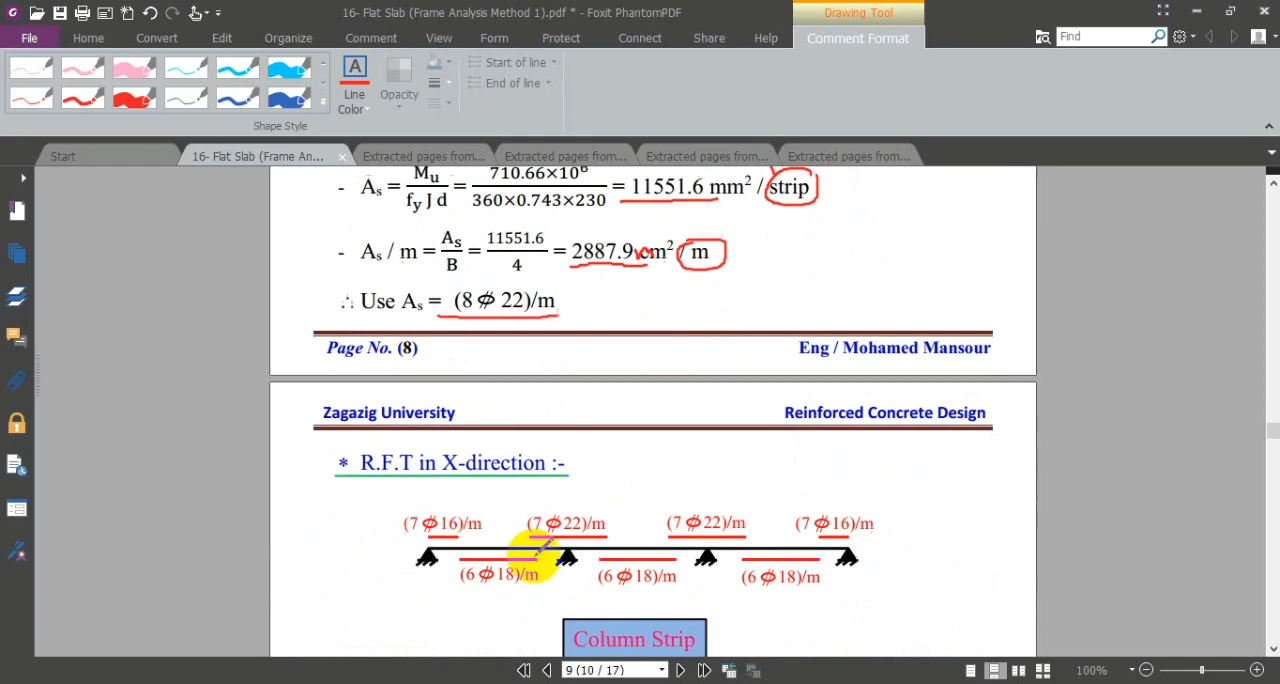 16- Flat Slab (Frame Analysis Method 1).pdf * - Foxit PhantomPDF
Drawing Tool
File Home Convert Edit Organize Comment View Form Protect Connect Share Help Comment Format
Find
Start of line
End of line
Line Color
Opacity
Shape Style
Start
16- Flat Slab (Frame An...
Extracted pages from...
Extracted pages from...
Extracted pages from...
Extracted pages from...
- As = Mu / fy J d = 710.66×10⁶ / 360×0.743×230 = 11551.6 mm² / strip
- As / m = As / B = 11551.6 / 4 = 2887.9 cm² / m
∴ Use As = (8 ϕ 22)/m
Page No. (8) Eng / Mohamed Mansour
Zagazig University Reinforced Concrete Design
* R.F.T in X-direction :-
(7 ϕ 16)/m (7 ϕ 22)/m (7 ϕ 22)/m (7 ϕ 16)/m
(6 ϕ 18)/m (6 ϕ 18)/m (6 ϕ 18)/m
Column Strip
9 (10 / 17)
100%